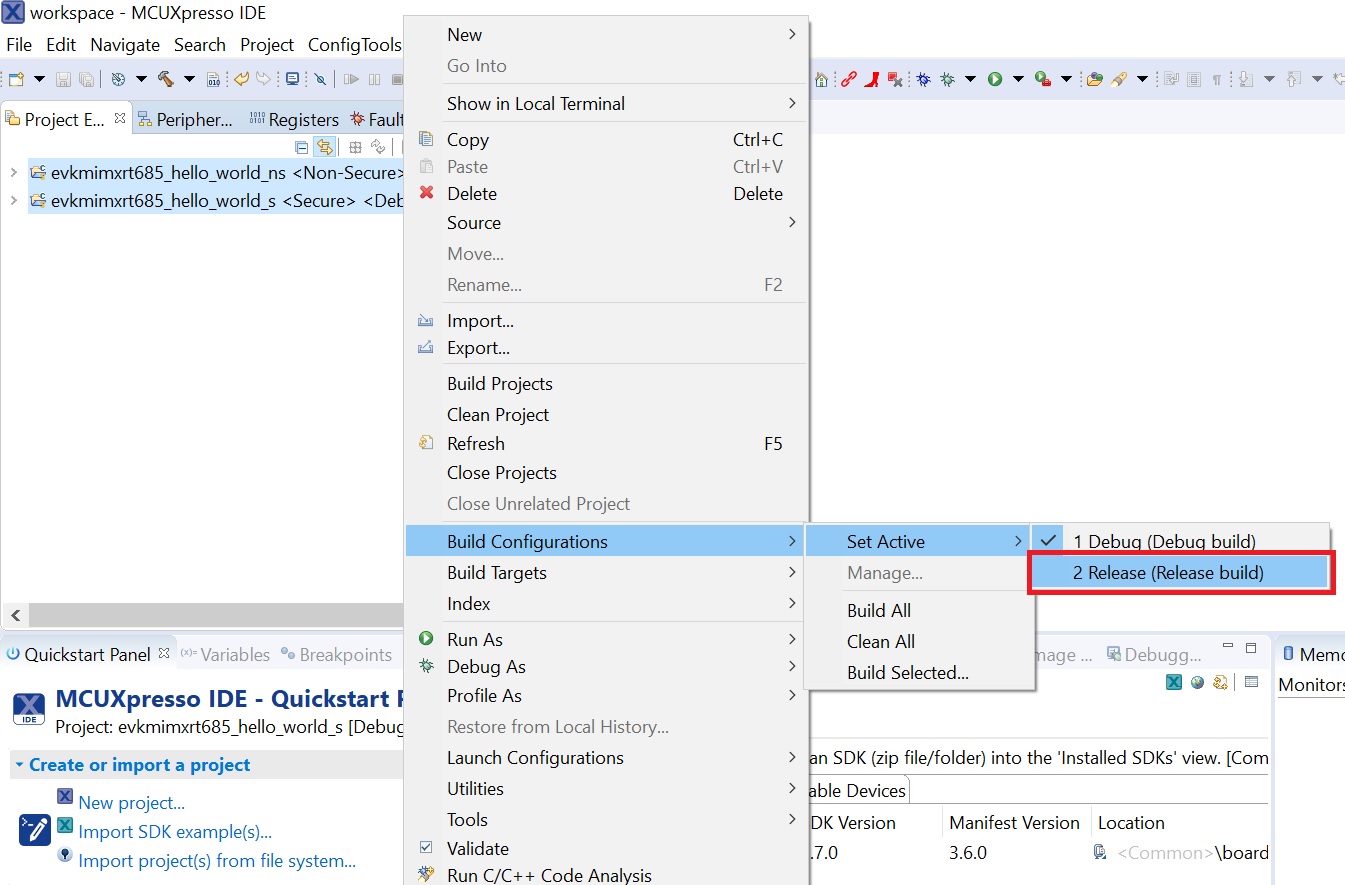 workspace - MCUXpresso IDE
File Edit Navigate Search Project ConfigTools
Project E... Peripher... Registers Fault
evkmimxrt685_hello_world_ns <Non-Secure>
evkmimxrt685_hello_world_s <Secure> <Deb
New
Go Into
Show in Local Terminal
Copy Ctrl+C
Paste Ctrl+V
Delete Delete
Source
Move...
Rename... F2
Import...
Export...
Build Projects
Clean Project
Refresh F5
Close Projects
Close Unrelated Project
Build Configurations
Build Targets
Index
Run As
Debug As
Profile As
Restore from Local History...
Launch Configurations
Utilities
Tools
Validate
Run C/C++ Code Analysis
Set Active
Manage...
Build All
Clean All
Build Selected...
1 Debug (Debug build)
2 Release (Release build)
Quickstart Panel (x)= Variables Breakpoints
MCUXpresso IDE - Quickstart P
IDE
Project: evkmimxrt685_hello_world_s [Debug
Create or import a project
New project...
Import SDK example(s)...
Import project(s) from file system...
mage ... Debugg...
Memo
Monitors
an SDK (zip file/folder) into the 'Installed SDKs' view. [Com
able Devices
DK Version Manifest Version Location
.7.0 3.6.0 <Common>\board